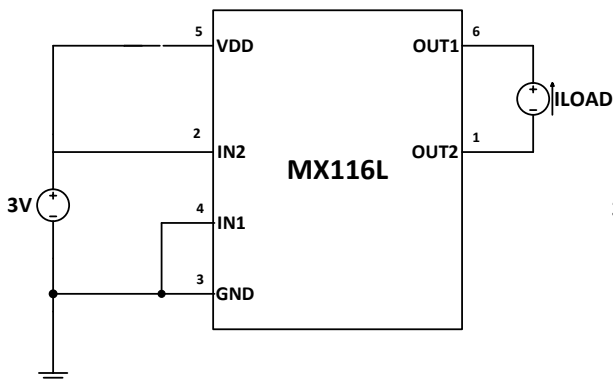 5 6
VDD OUT1
+
− ILOAD
2 1
IN2 OUT2
MX116L
+
3V
−
4
IN1
3
GND